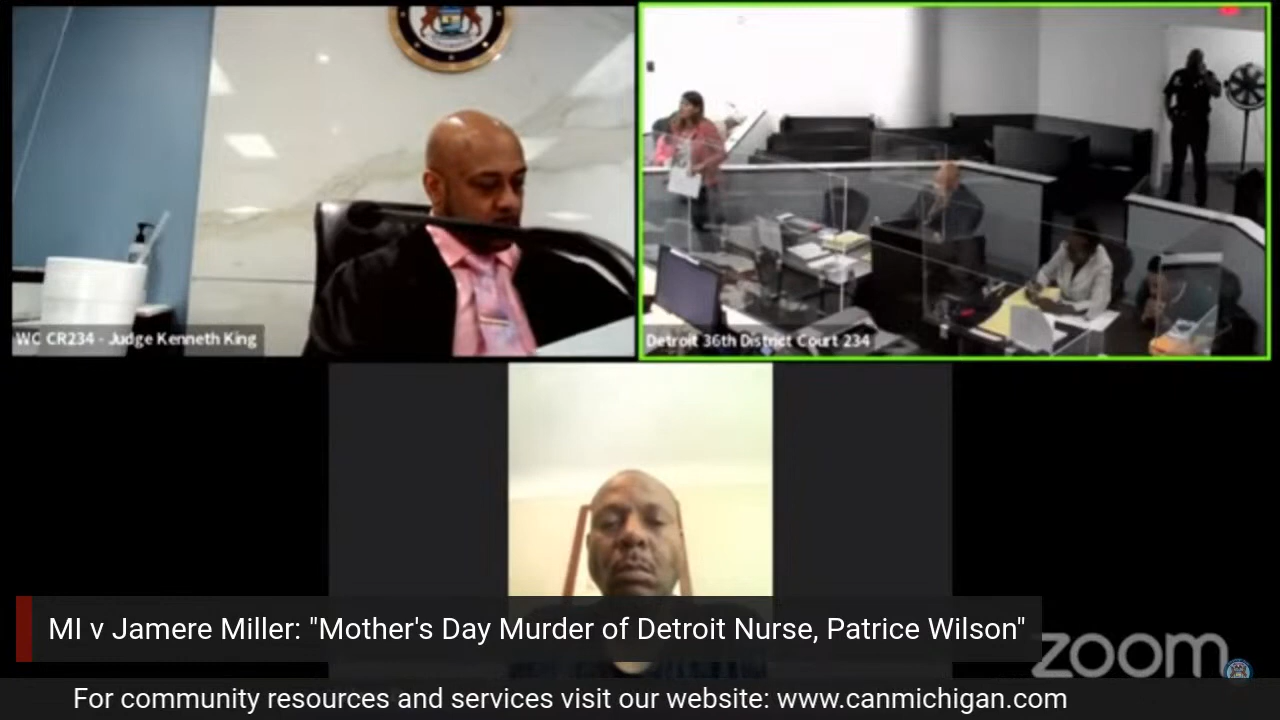 WC CR234 - Judge Kenneth King
Detroit 36th District Court 234
MI v Jamere Miller: "Mother's Day Murder of Detroit Nurse, Patrice Wilson"
zoom
For community resources and services visit our website: www.canmichigan.com